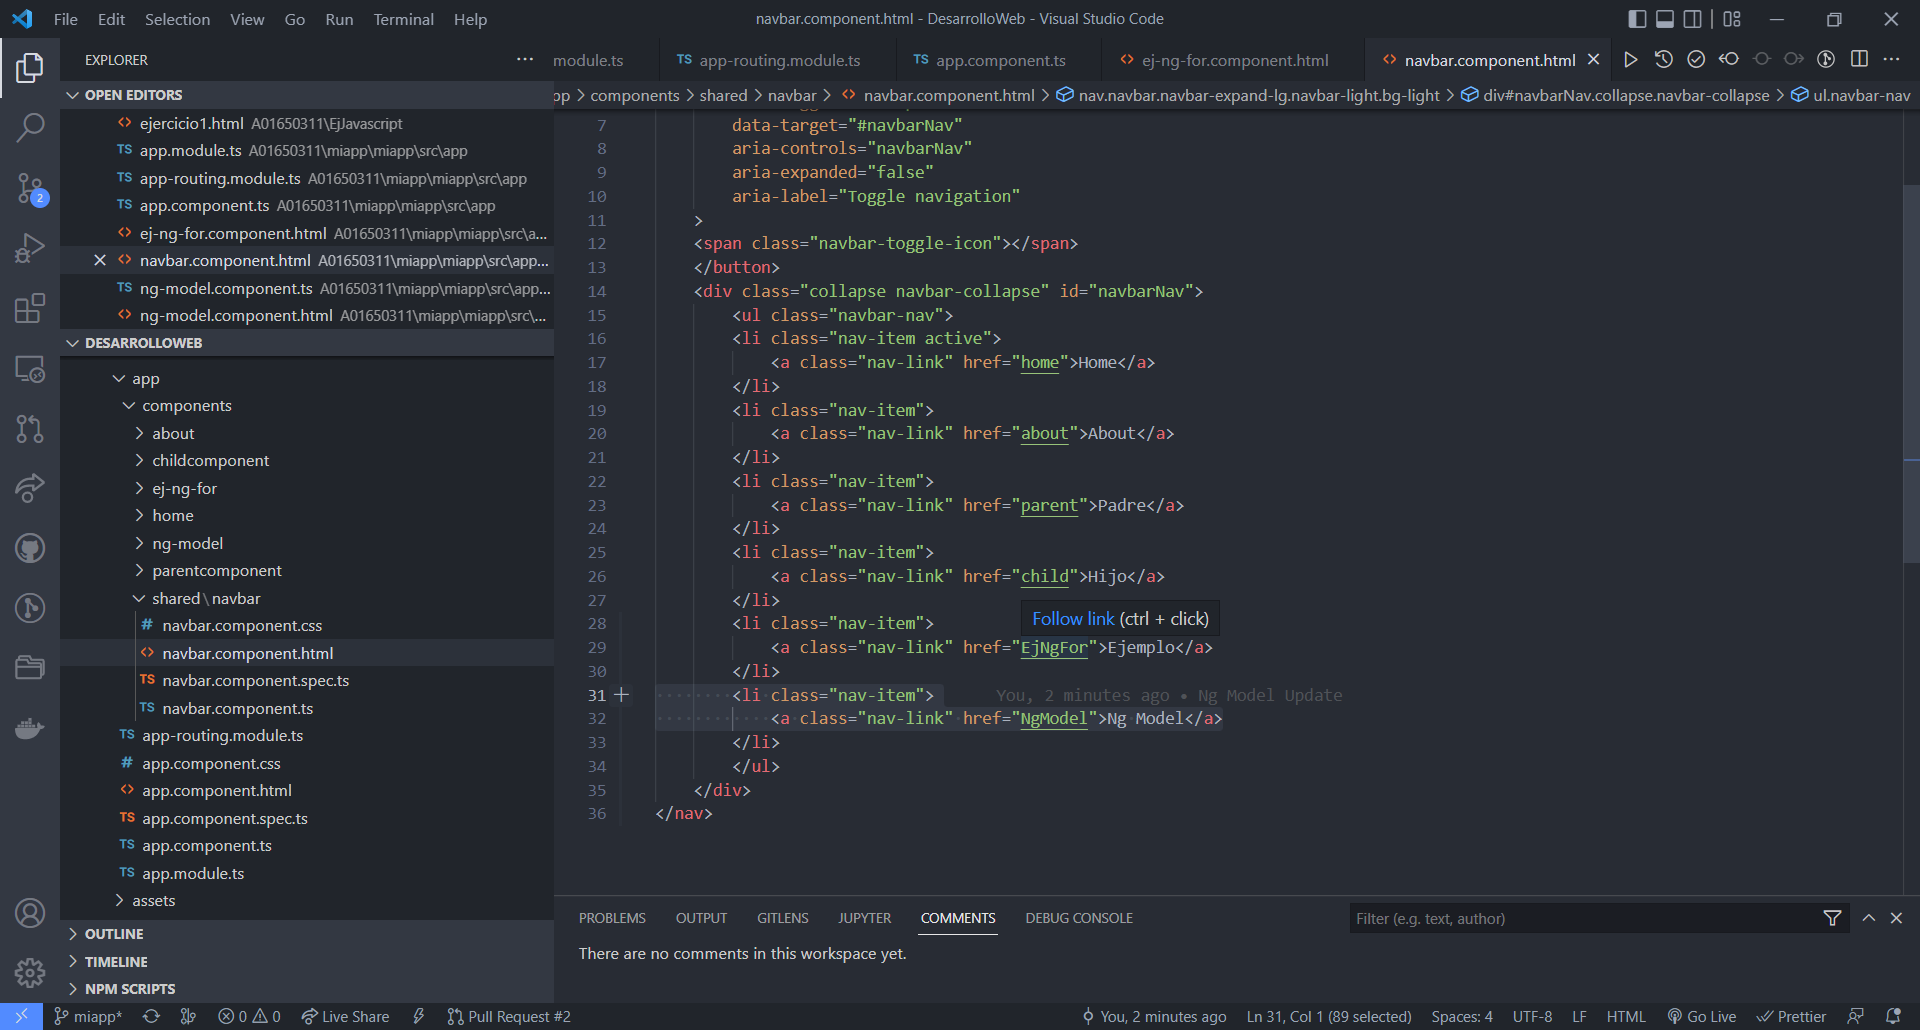 File Edit Selection View Go Run Terminal Help
navbar.component.html - DesarrolloWeb - Visual Studio Code
EXPLORER
module.ts
TS app-routing.module.ts
TS app.component.ts
ej-ng-for.component.html
navbar.component.html
components > shared > navbar > navbar.component.html > nav.navbar.navbar-expand-lg.navbar-light.bg-light > div#navbarNav.collapse.navbar-collapse > ul.navbar-nav
OPEN EDITORS
ejercicio1.html A01650311\EjJavascript
TS app.module.ts A01650311\miapp\miapp\src\app
TS app-routing.module.ts A01650311\miapp\miapp\src\app
TS app.component.ts A01650311\miapp\miapp\src\app
ej-ng-for.component.html A01650311\miapp\miapp\src\a...
navbar.component.html A01650311\miapp\miapp\src\app...
TS ng-model.component.ts A01650311\miapp\miapp\src\app...
ng-model.component.html A01650311\miapp\miapp\src\...
DESARROLLOWEB
app
components
about
childcomponent
ej-ng-for
home
ng-model
parentcomponent
shared\navbar
# navbar.component.css
navbar.component.html
TS navbar.component.spec.ts
TS navbar.component.ts
TS app-routing.module.ts
# app.component.css
app.component.html
TS app.component.spec.ts
TS app.component.ts
TS app.module.ts
assets
OUTLINE
TIMELINE
NPM SCRIPTS
2
7 data-target="#navbarNav"
8 aria-controls="navbarNav"
9 aria-expanded="false"
10 aria-label="Toggle navigation"
11 >
12 <span class="navbar-toggle-icon"></span>
13 </button>
14 <div class="collapse navbar-collapse" id="navbarNav">
15 <ul class="navbar-nav">
16 <li class="nav-item active">
17 <a class="nav-link" href="home">Home</a>
18 </li>
19 <li class="nav-item">
20 <a class="nav-link" href="about">About</a>
21 </li>
22 <li class="nav-item">
23 <a class="nav-link" href="parent">Padre</a>
24 </li>
25 <li class="nav-item">
26 <a class="nav-link" href="child">Hijo</a>
27 </li>
Follow link (ctrl + click)
28 <li class="nav-item">
29 <a class="nav-link" href="EjNgFor">Ejemplo</a>
30 </li>
31 <li class="nav-item"> You, 2 minutes ago • Ng Model Update
32 <a class="nav-link" href="NgModel">Ng Model</a>
33 </li>
34 </ul>
35 </div>
36 </nav>
PROBLEMS OUTPUT GITLENS JUPYTER COMMENTS DEBUG CONSOLE
Filter (e.g. text, author)
There are no comments in this workspace yet.
miapp* 0 0 Live Share Pull Request #2
You, 2 minutes ago Ln 31, Col 1 (89 selected) Spaces: 4 UTF-8 LF HTML Go Live Prettier